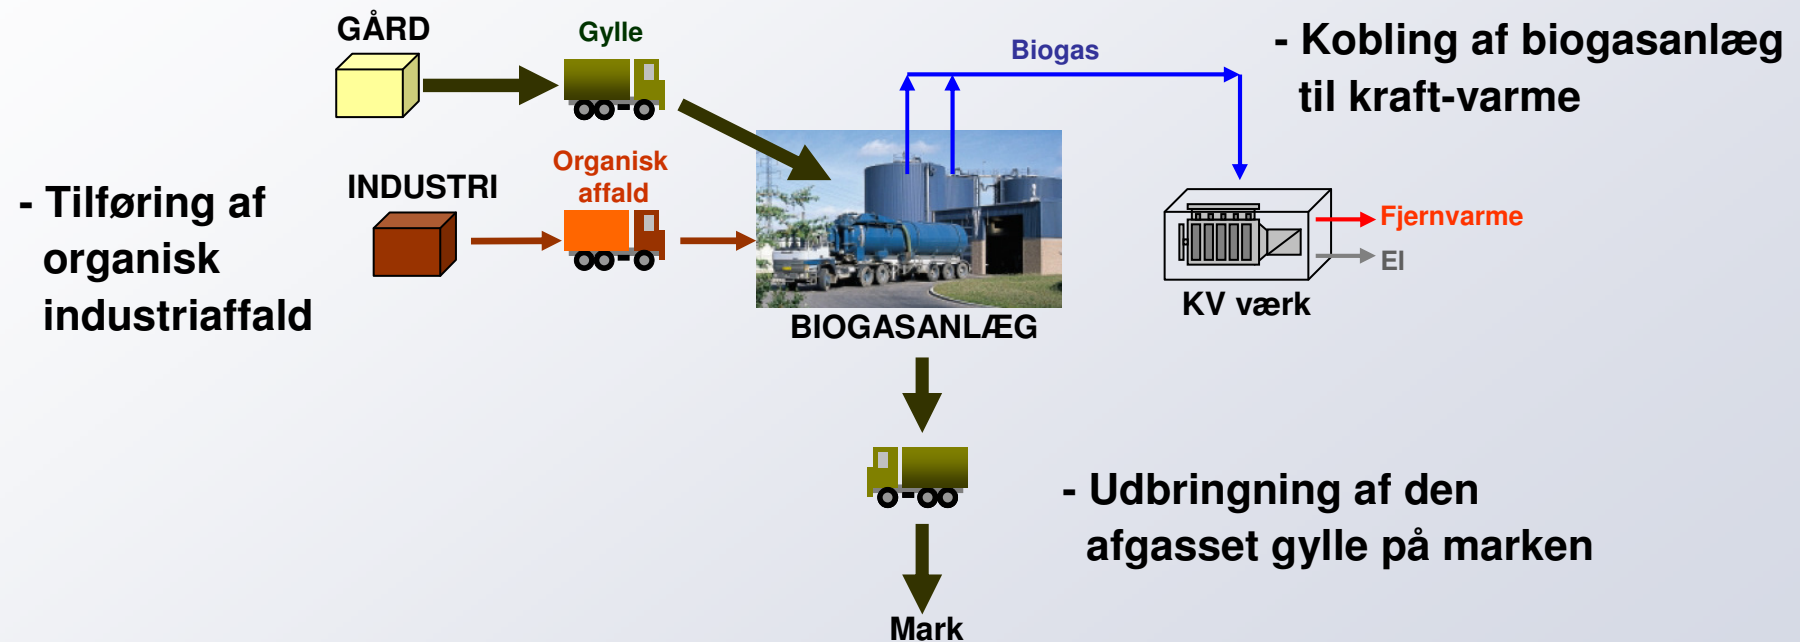 GÅRD
Gylle
Biogas
- Kobling af biogasanlæg
til kraft-varme
Organisk
affald
INDUSTRI
- Tilføring af
organisk
industriaffald
Fjernvarme
El
KV værk
BIOGASANLÆG
- Udbringning af den
afgasset gylle på marken
Mark